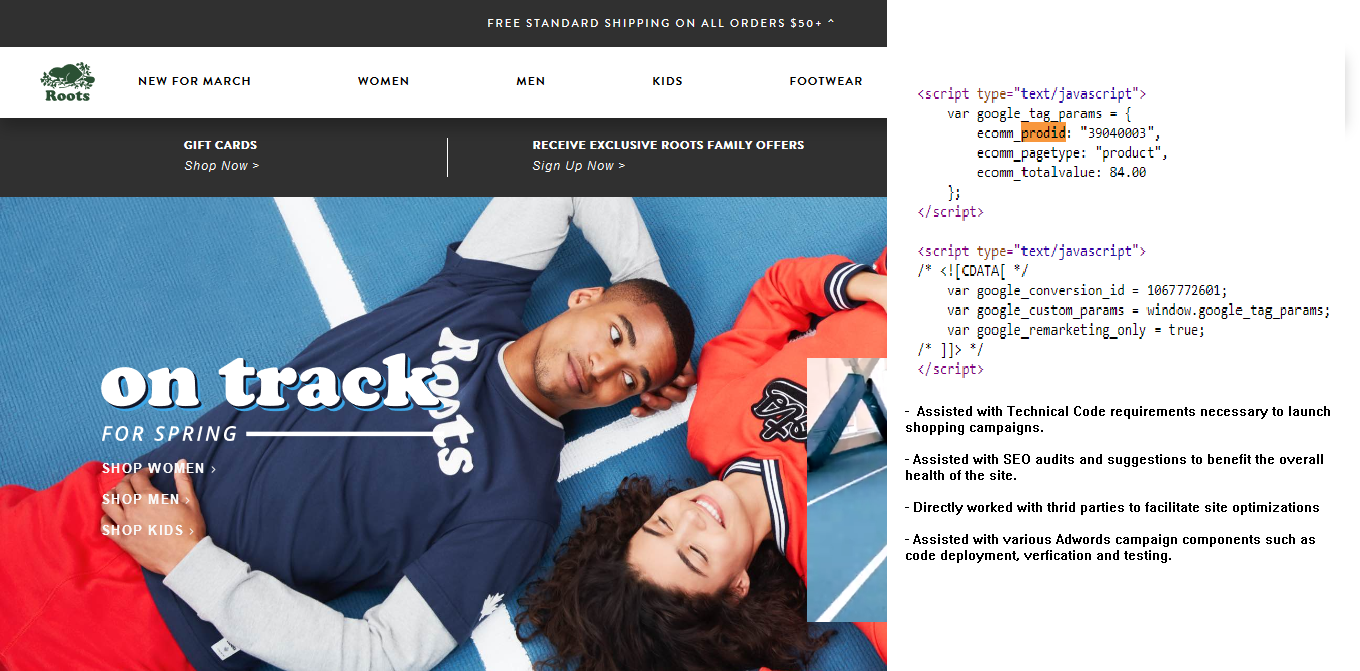 FREE STANDARD SHIPPING ON ALL ORDERS $50+ ^
Roots
NEW FOR MARCH
WOMEN
MEN
KIDS
FOOTWEAR
GIFT CARDS
Shop Now >
RECEIVE EXCLUSIVE ROOTS FAMILY OFFERS
Sign Up Now >
Roots
on track
FOR SPRING
SHOP WOMEN >
SHOP MEN >
SHOP KIDS >
<script type="text/javascript">
var google_tag_params = {
ecomm_prodid: "39040003",
ecomm_pagetype: "product",
ecomm_totalvalue: 84.00
};
</script>
<script type="text/javascript">
/* <![CDATA[ */
var google_conversion_id = 1067772601;
var google_custom_params = window.google_tag_params;
var google_remarketing_only = true;
/* ]]> */
</script>
- Assisted with Technical Code requirements necessary to launch
shopping campaigns.
- Assisted with SEO audits and suggestions to benefit the overall
health of the site.
- Directly worked with thrid parties to facilitate site optimizations
- Assisted with various Adwords campaign components such as
code deployment, verfication and testing.